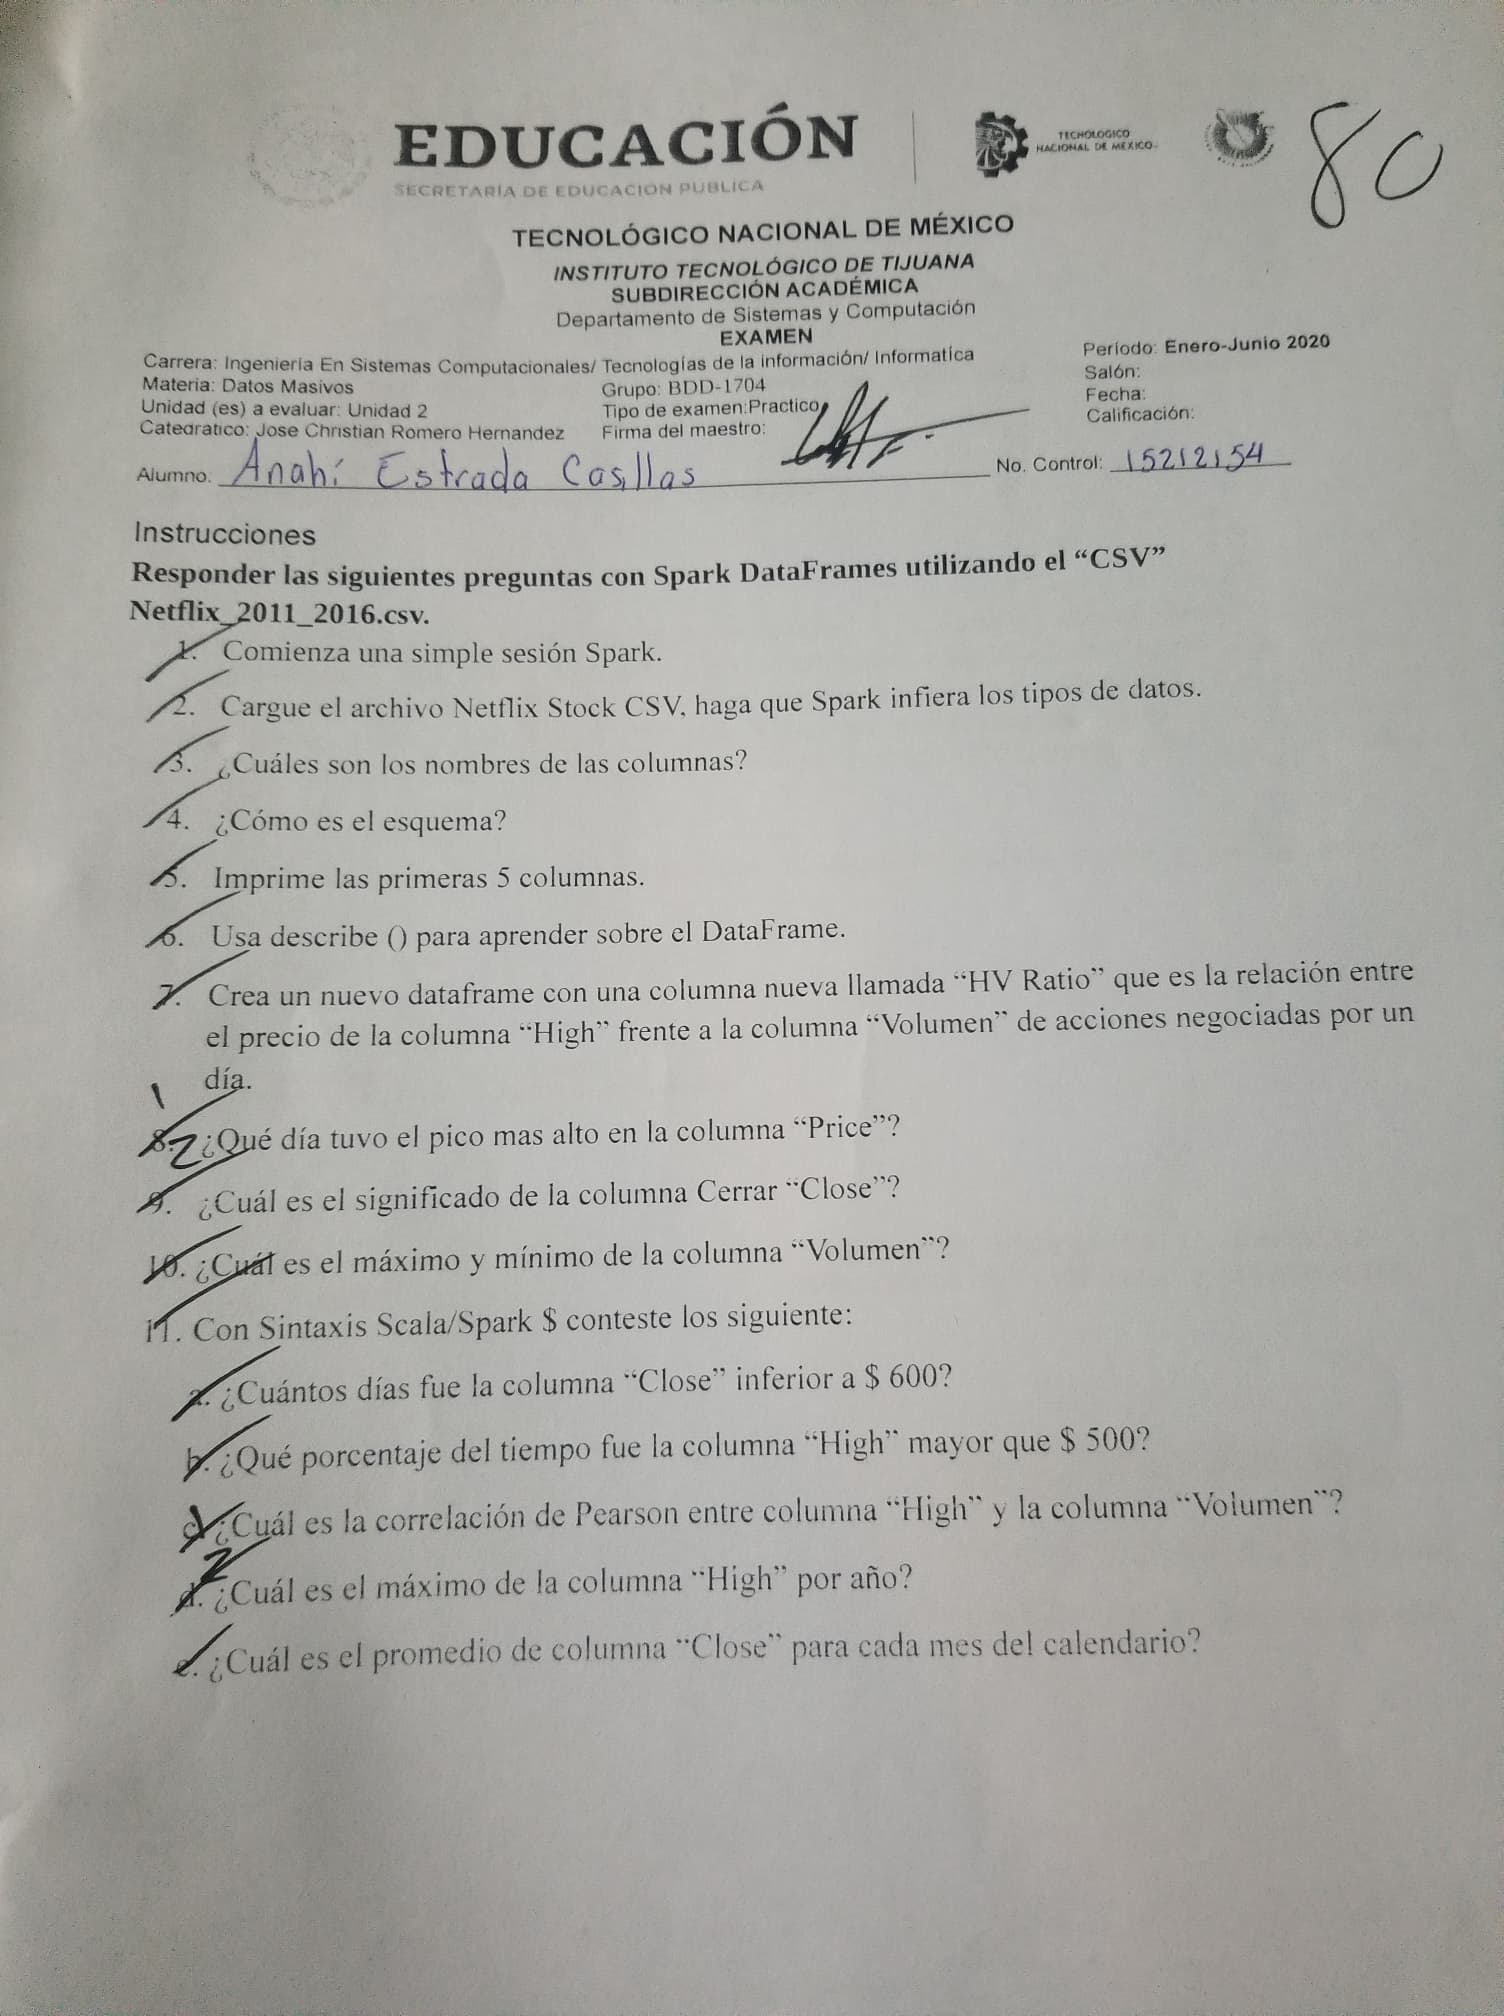 EDUCACIÓN
SECRETARÍA DE EDUCACIÓN PÚBLICA
TECNOLÓGICO
NACIONAL DE MÉXICO
80
TECNOLÓGICO NACIONAL DE MÉXICO
INSTITUTO TECNOLÓGICO DE TIJUANA
SUBDIRECCIÓN ACADÉMICA
Departamento de Sistemas y Computación
EXAMEN
Carrera: Ingeniería En Sistemas Computacionales/ Tecnologías de la información/ Informatíca Período: Enero-Junio 2020
Salón:
Materia: Datos Masivos Grupo: BDD-1704
Fecha:
Unidad (es) a evaluar: Unidad 2 Tipo de examen:Practico
Calificación:
Catedrático: Jose Christian Romero Hernandez Firma del maestro:
Alumno: Anahí Estrada Casillas No. Control: 15212154
Instrucciones
Responder las siguientes preguntas con Spark DataFrames utilizando el “CSV”
Netflix_2011_2016.csv.
1. Comienza una simple sesión Spark.
2. Cargue el archivo Netflix Stock CSV, haga que Spark infiera los tipos de datos.
3. ¿Cuáles son los nombres de las columnas?
4. ¿Cómo es el esquema?
5. Imprime las primeras 5 columnas.
6. Usa describe () para aprender sobre el DataFrame.
7. Crea un nuevo dataframe con una columna nueva llamada “HV Ratio” que es la relación entre
el precio de la columna “High” frente a la columna “Volumen” de acciones negociadas por un
día.
8. ¿Qué día tuvo el pico mas alto en la columna “Price”?
9. ¿Cuál es el significado de la columna Cerrar “Close”?
10. ¿Cuál es el máximo y mínimo de la columna “Volumen”?
11. Con Sintaxis Scala/Spark $ conteste los siguiente:
a. ¿Cuántos días fue la columna “Close” inferior a $ 600?
b. ¿Qué porcentaje del tiempo fue la columna “High” mayor que $ 500?
c. ¿Cuál es la correlación de Pearson entre columna “High” y la columna “Volumen”?
d. ¿Cuál es el máximo de la columna “High” por año?
e. ¿Cuál es el promedio de columna “Close” para cada mes del calendario?